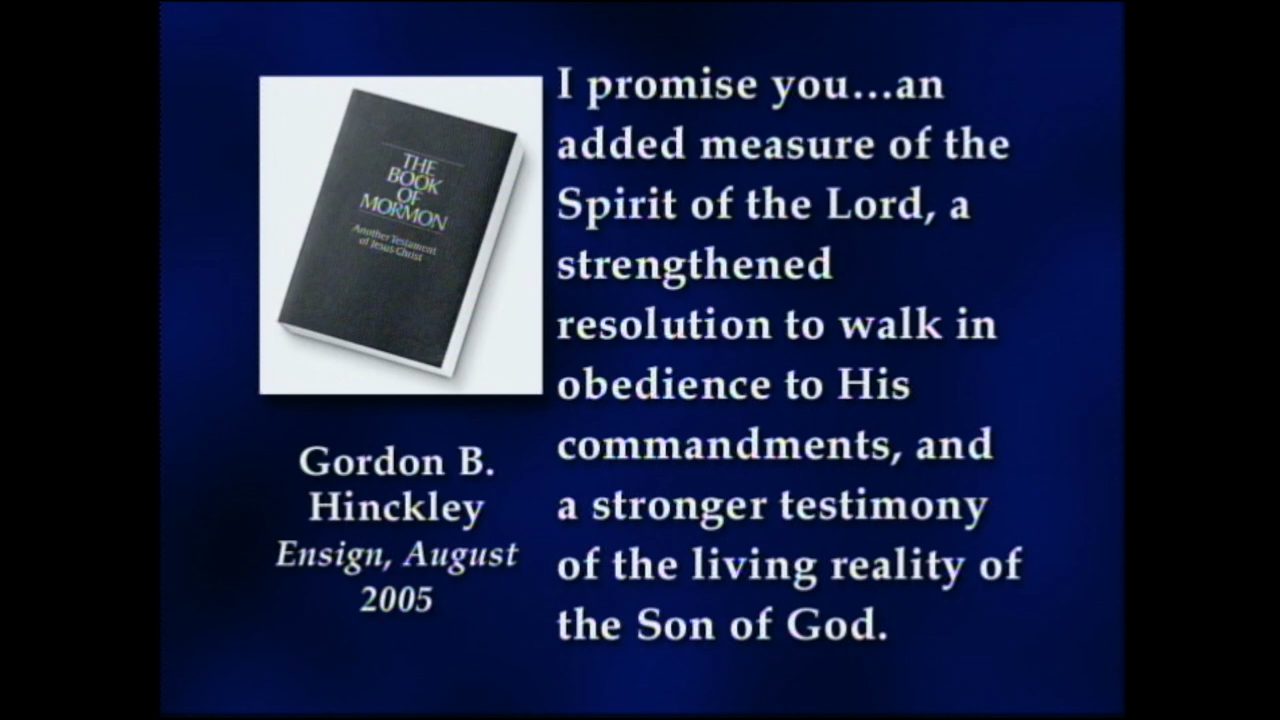 THE
BOOK
OF
MORMON
Another Testament
of Jesus Christ
Gordon B.
Hinckley
Ensign, August
2005
I promise you...an
added measure of the
Spirit of the Lord, a
strengthened
resolution to walk in
obedience to His
commandments, and
a stronger testimony
of the living reality of
the Son of God.